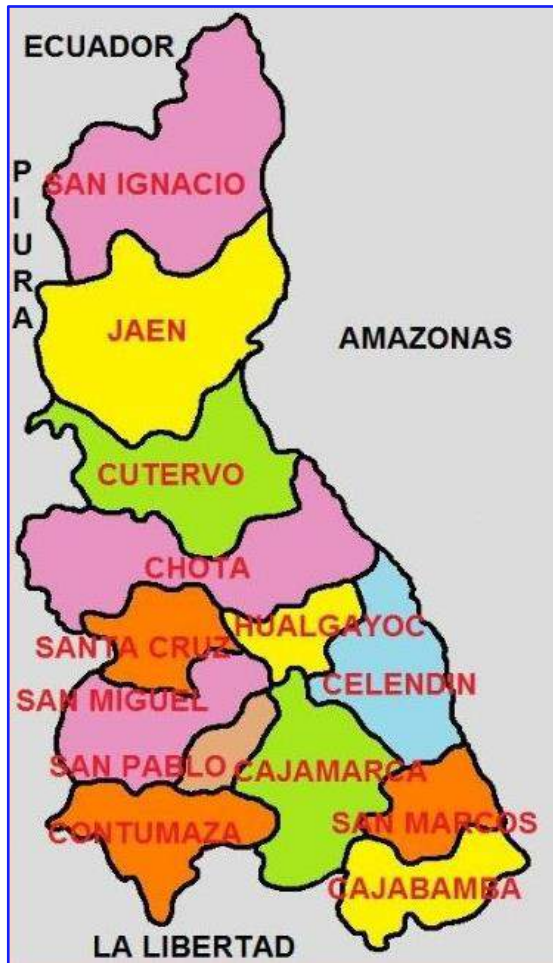 ECUADOR
PIURA
SAN IGNACIO
JAEN
AMAZONAS
CUTERVO
CHOTA
HUALGAYOC
SANTA CRUZ
CELENDIN
SAN MIGUEL
SAN PABLO
CAJAMARCA
CONTUMAZA
SAN MARCOS
CAJABAMBA
LA LIBERTAD